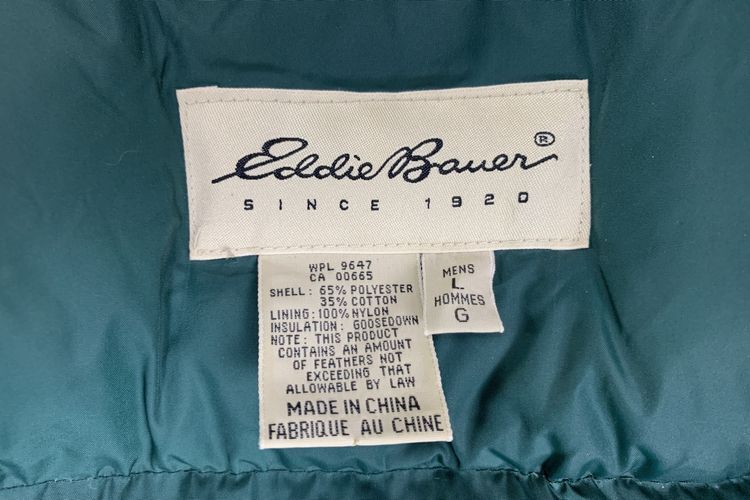 Eddie Bauer®
SINCE 1920
WPL 9647
CA 00665
SHELL: 65% POLYESTER
35% COTTON
LINING: 100% NYLON
INSULATION: GOOSEDOWN
NOTE: THIS PRODUCT
CONTAINS AN AMOUNT
OF FEATHERS NOT
EXCEEDING THAT
ALLOWABLE BY LAW
MADE IN CHINA
FABRIQUE AU CHINE
MENS
L
HOMMES
G